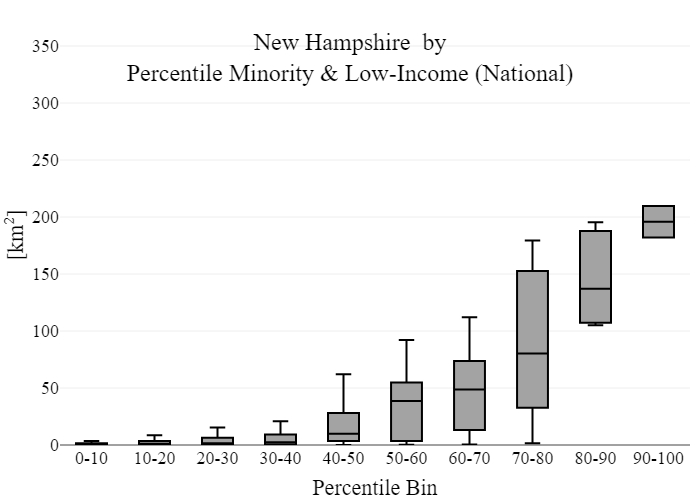 New Hampshire by
Percentile Minority & Low-Income (National)
350
300
250
200
150
100
50
0
[km²]
0-10 10-20 20-30 30-40 40-50 50-60 60-70 70-80 80-90 90-100
Percentile Bin